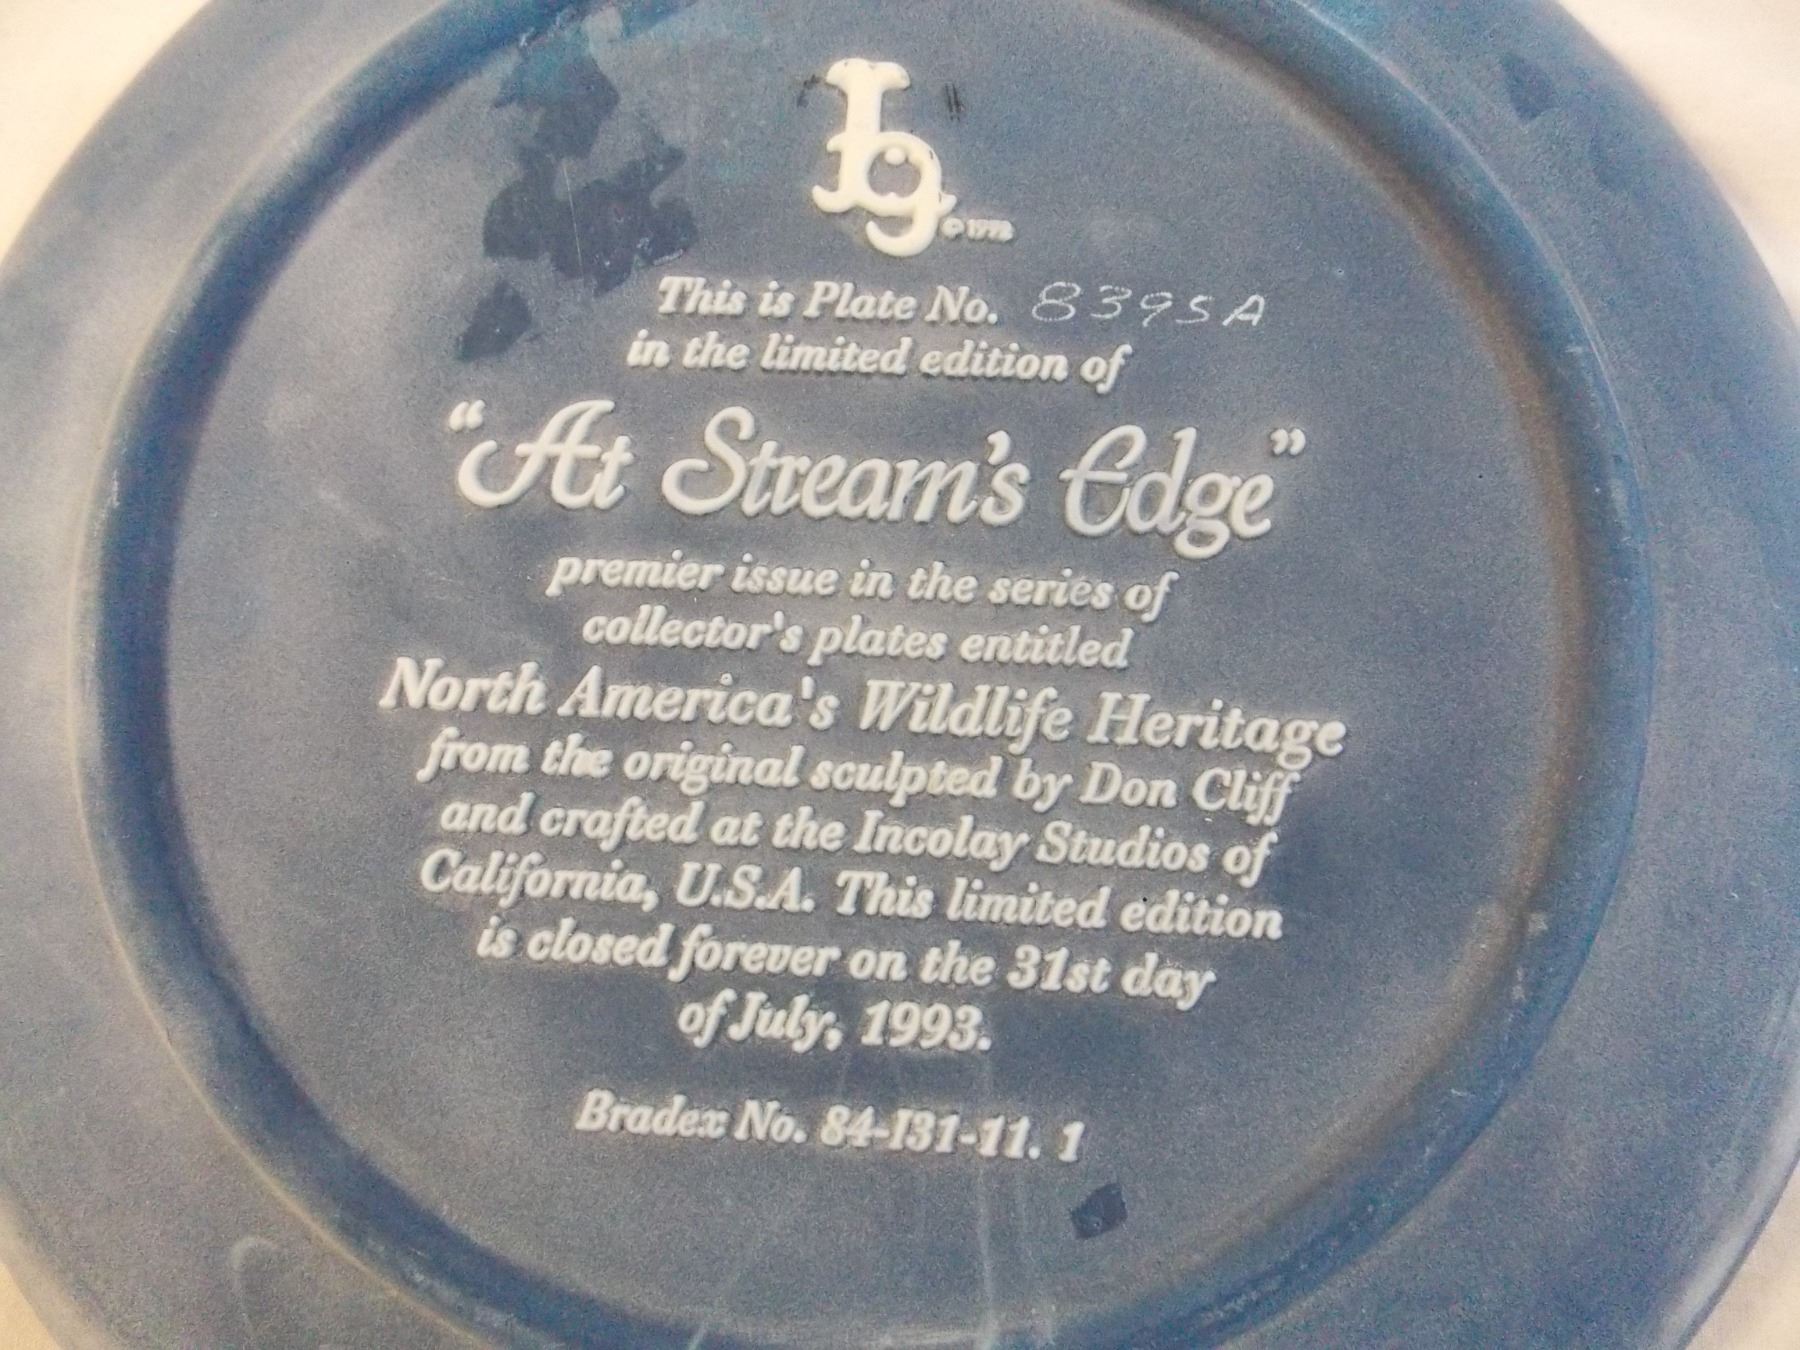 Ig © 1992
This is Plate No. 8395A
in the limited edition of
"At Stream's Edge"
premier issue in the series of
collector's plates entitled
North America's Wildlife Heritage
from the original sculpted by Don Cliff
and crafted at the Incolay Studios of
California, U.S.A. This limited edition
is closed forever on the 31st day
of July, 1993.
Bradex No. 84-I31-11. 1